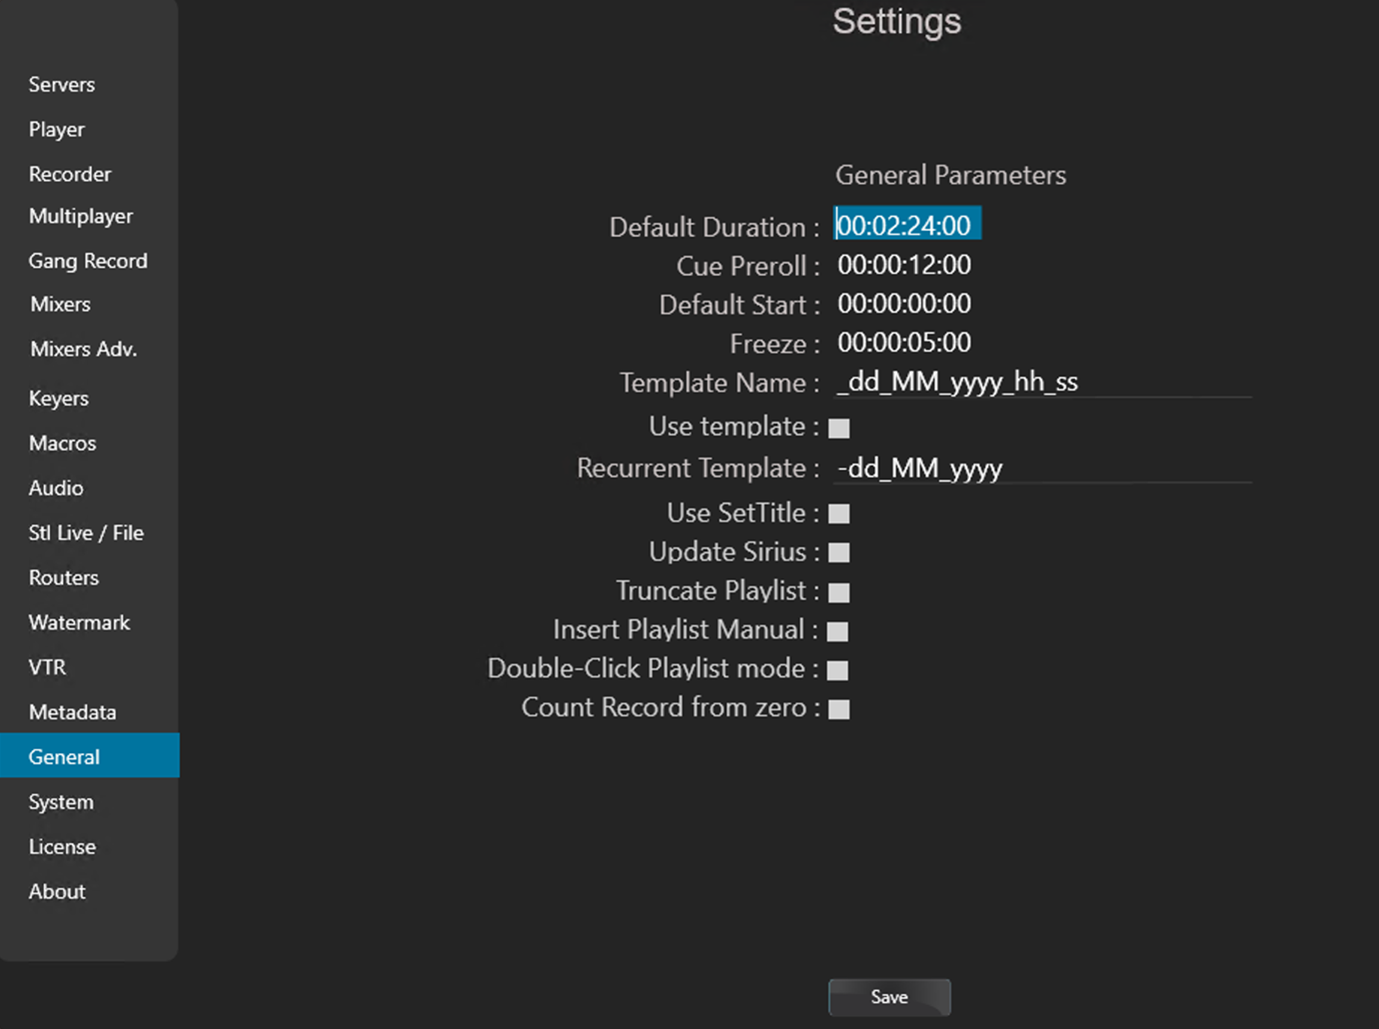 Settings
Servers
Player
Recorder
Multiplayer
Gang Record
Mixers
Mixers Adv.
Keyers
Macros
Audio
Stl Live / File
Routers
Watermark
VTR
Metadata
General
System
License
About
General Parameters
Default Duration : 00:02:24:00
Cue Preroll : 00:00:12:00
Default Start : 00:00:00:00
Freeze : 00:00:05:00
Template Name : _dd_MM_yyyy_hh_ss
Use template :
Recurrent Template : -dd_MM_yyyy
Use SetTitle :
Update Sirius :
Truncate Playlist :
Insert Playlist Manual :
Double-Click Playlist mode :
Count Record from zero :
Save